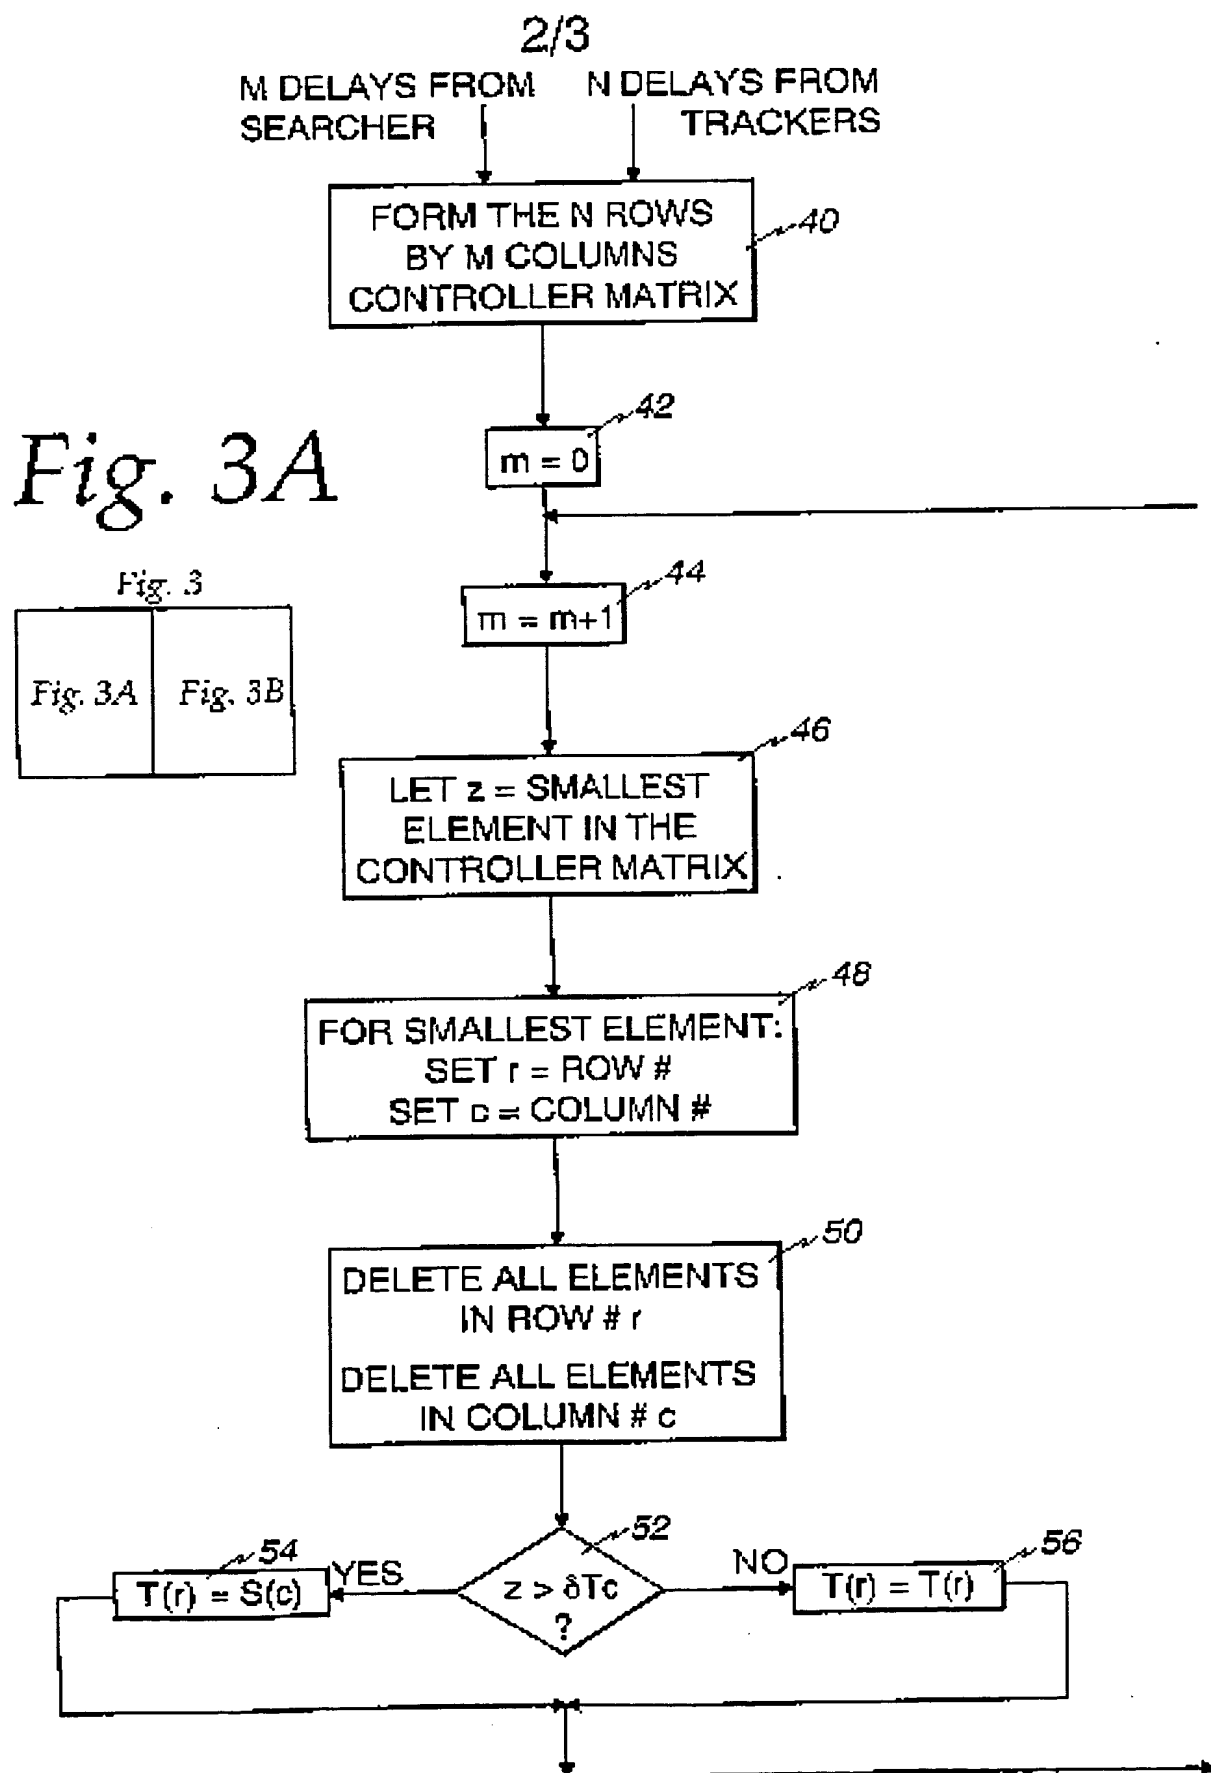 2/3
M DELAYS FROM
SEARCHER
N DELAYS FROM
TRACKERS
FORM THE N ROWS
BY M COLUMNS
CONTROLLER MATRIX
40
42
m = 0
Fig. 3A
44
m = m+1
Fig. 3
Fig. 3A
Fig. 3B
46
LET z = SMALLEST
ELEMENT IN THE
CONTROLLER MATRIX
48
FOR SMALLEST ELEMENT:
SET r = ROW #
SET c = COLUMN #
50
DELETE ALL ELEMENTS
IN ROW # r
DELETE ALL ELEMENTS
IN COLUMN # c
52
z > δTc
?
54
YES
T(r) = S(c)
NO
56
T(r) = T(r)